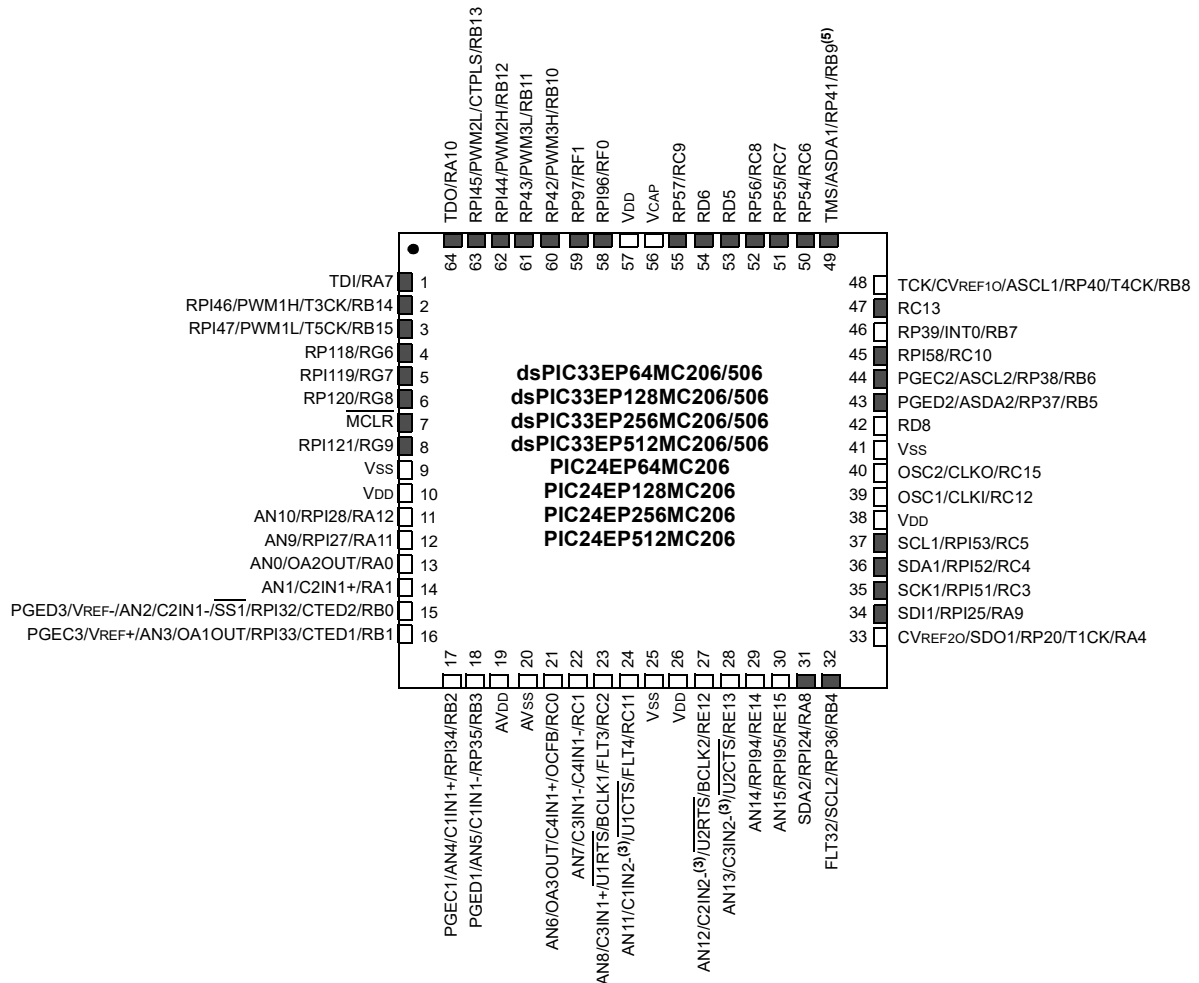 TDO/RA10
RPI45/PWM2L/CTPLS/RB13
RPI44/PWM2H/RB12
RP43/PWM3L/RB11
RP42/PWM3H/RB10
RP97/RF1
RPI96/RF0
VDD
VCAP
RP57/RC9
RD6
RD5
RP56/RC8
RP55/RC7
RP54/RC6
TMS/ASDA1/RP41/RB9(5)
64 63 62 61 60 59 58 57 56 55 54 53 52 51 50 49
TDI/RA7 1
RPI46/PWM1H/T3CK/RB14 2
RPI47/PWM1L/T5CK/RB15 3
RP118/RG6 4
RPI119/RG7 5
RP120/RG8 6
MCLR 7
RPI121/RG9 8
VSS 9
VDD 10
AN10/RPI28/RA12 11
AN9/RPI27/RA11 12
AN0/OA2OUT/RA0 13
AN1/C2IN1+/RA1 14
PGED3/VREF-/AN2/C2IN1-/SS1/RPI32/CTED2/RB0 15
PGEC3/VREF+/AN3/OA1OUT/RPI33/CTED1/RB1 16
dsPIC33EP64MC206/506
dsPIC33EP128MC206/506
dsPIC33EP256MC206/506
dsPIC33EP512MC206/506
PIC24EP64MC206
PIC24EP128MC206
PIC24EP256MC206
PIC24EP512MC206
48 TCK/CVREF1O/ASCL1/RP40/T4CK/RB8
47 RC13
46 RP39/INT0/RB7
45 RPI58/RC10
44 PGEC2/ASCL2/RP38/RB6
43 PGED2/ASDA2/RP37/RB5
42 RD8
41 VSS
40 OSC2/CLKO/RC15
39 OSC1/CLKI/RC12
38 VDD
37 SCL1/RPI53/RC5
36 SDA1/RPI52/RC4
35 SCK1/RPI51/RC3
34 SDI1/RPI25/RA9
33 CVREF2O/SDO1/RP20/T1CK/RA4
17 18 19 20 21 22 23 24 25 26 27 28 29 30 31 32
PGEC1/AN4/C1IN1+/RPI34/RB2
PGED1/AN5/C1IN1-/RP35/RB3
AVDD
AVSS
AN6/OA3OUT/C4IN1+/OCFB/RC0
AN7/C3IN1-/C4IN1-/RC1
AN8/C3IN1+/U1RTS/BCLK1/FLT3/RC2
AN11/C1IN2-(3)/U1CTS/FLT4/RC11
VSS
VDD
AN12/C2IN2-(3)/U2RTS/BCLK2/RE12
AN13/C3IN2-(3)/U2CTS/RE13
AN14/RPI94/RE14
AN15/RPI95/RE15
SDA2/RPI24/RA8
FLT32/SCL2/RP36/RB4